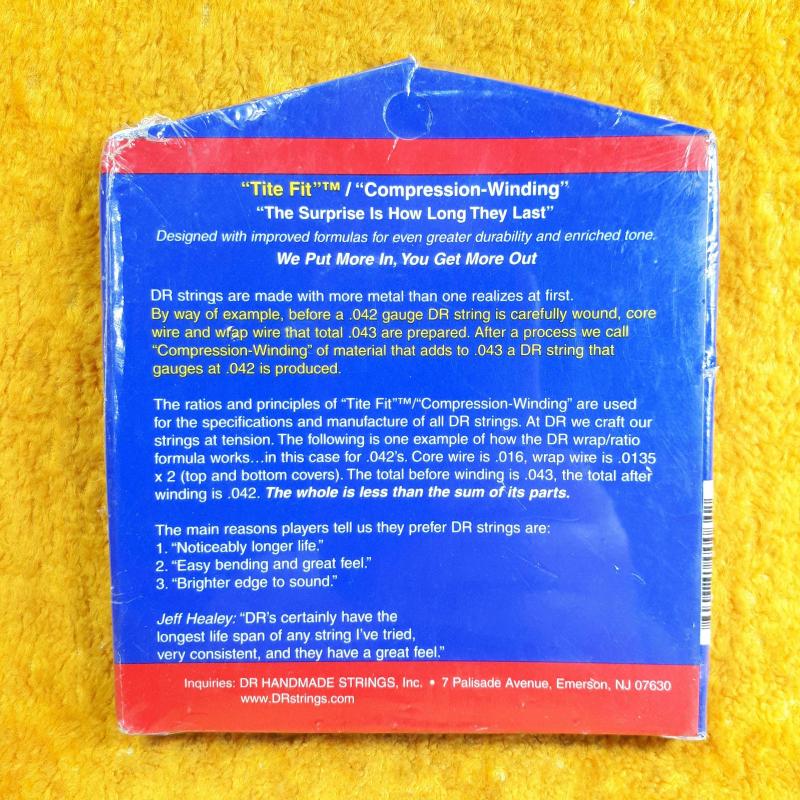 “Tite Fit”™ / “Compression-Winding”
“The Surprise Is How Long They Last”
Designed with improved formulas for even greater durability and enriched tone.
We Put More In, You Get More Out
DR strings are made with more metal than one realizes at first.
By way of example, before a .042 gauge DR string is carefully wound, core
wire and wrap wire that total .043 are prepared. After a process we call
“Compression-Winding” of material that adds to .043 a DR string that
gauges at .042 is produced.
The ratios and principles of “Tite Fit”™/“Compression-Winding” are used
for the specifications and manufacture of all DR strings. At DR we craft our
strings at tension. The following is one example of how the DR wrap/ratio
formula works...in this case for .042’s. Core wire is .016, wrap wire is .0135
x 2 (top and bottom covers). The total before winding is .043, the total after
winding is .042. The whole is less than the sum of its parts.
The main reasons players tell us they prefer DR strings are:
1. “Noticeably longer life.”
2. “Easy bending and great feel.”
3. “Brighter edge to sound.”
Jeff Healey: “DR’s certainly have the
longest life span of any string I’ve tried,
very consistent, and they have a great feel.”
Inquiries: DR HANDMADE STRINGS, Inc. • 7 Palisade Avenue, Emerson, NJ 07630
www.DRstrings.com